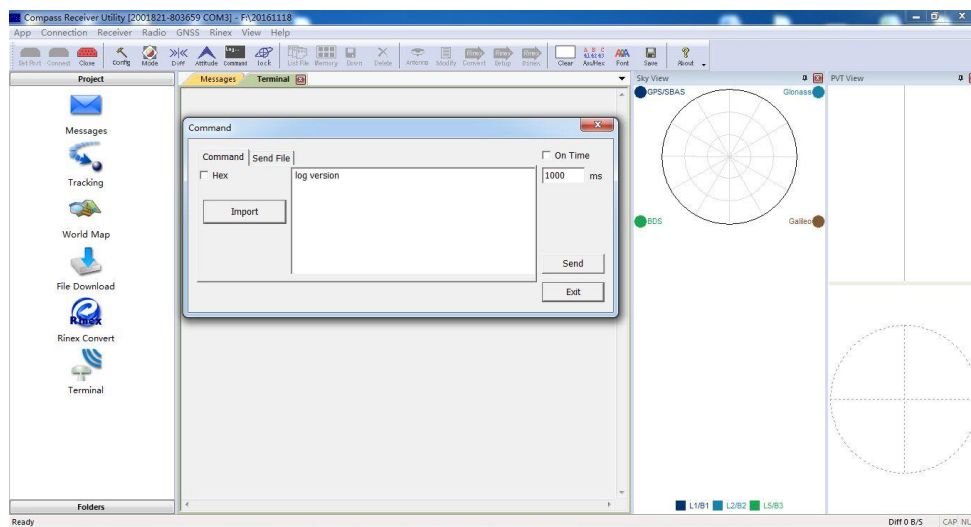 Compass Receiver Utility [2001821-803659 COM3] - F:\20161118
App Connection Receiver Radio GNSS Rinex View Help
Set Port Connect Close Config Mode Diff Attitude Command lock List File Memory Down Delete Antenna Modify Convert Setup Rinex Clear Asc/Hex Font Save About
Project
Messages Terminal
Sky View
PVT View
Messages
Tracking
World Map
File Download
Rinex
Rinex Convert
Terminal
Folders
Command
Command Send File
On Time
Hex
log version
1000 ms
Import
Send
Exit
GPS/SBAS
Glonass
BDS
Galileo
L1/B1 L2/B2 L5/B3
Ready
Diff 0 B/S CAP